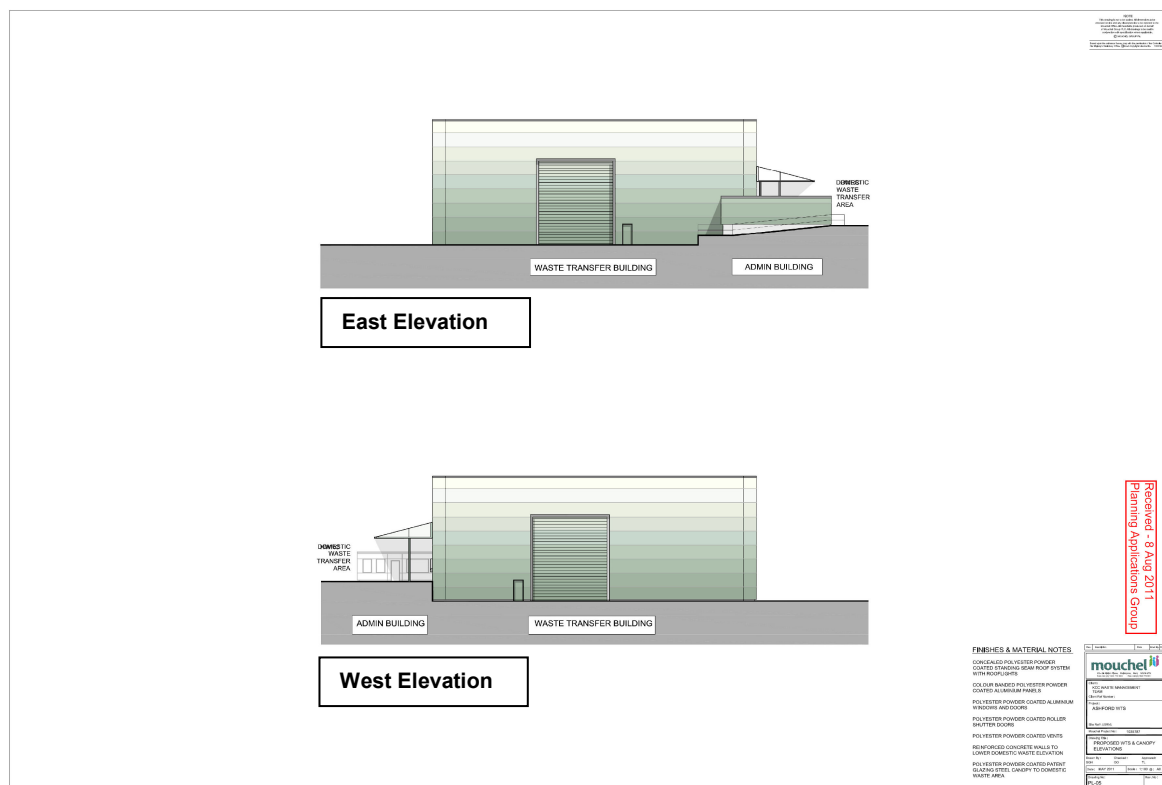 NOTE
WASTE
TRANSFER
AREA
WASTE TRANSFER BUILDING
ADMIN BUILDING
East Elevation
WASTE
TRANSFER
AREA
ADMIN BUILDING
WASTE TRANSFER BUILDING
West Elevation
Received - 8 Aug 2011
Planning Applications Group
FINISHES & MATERIAL NOTES
CONCEALED POLYESTER POWDER
COATED STANDING SEAM ROOF SYSTEM
WITH ROOFLIGHTS
COLOUR BANDED POLYESTER POWDER
COATED ALUMINIUM PANELS
POLYESTER POWDER COATED ALUMINIUM
WINDOWS AND DOORS
POLYESTER POWDER COATED ROLLER
SHUTTER DOORS
POLYESTER POWDER COATED VENTS
REINFORCED CONCRETE WALLS TO
LOWER DOMESTIC WASTE ELEVATION
POLYESTER POWDER COATED PATENT
GLAZING STEEL CANOPY TO DOMESTIC
WASTE AREA
mouchel
KCC WASTE MANAGEMENT
TEAM
ASHFORD WTS
PROPOSED WTS & CANOPY
ELEVATIONS
MAY 2011
PL-05